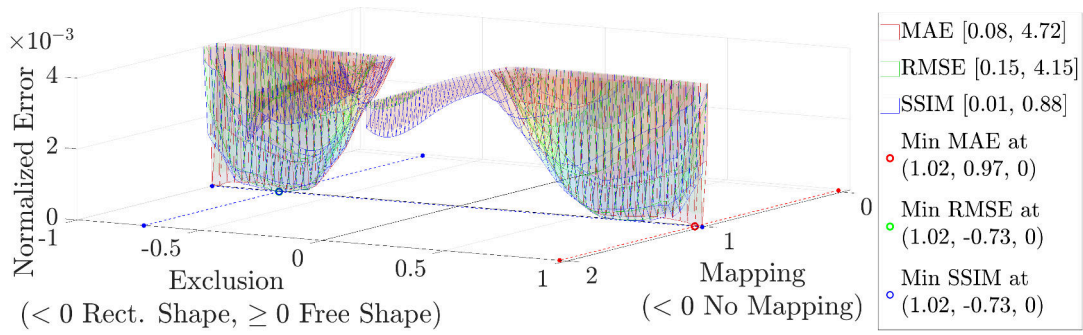 ×10⁻³
4
2
0
Normalized Error
-1
-0.5
0
0.5
1
Exclusion
(< 0 Rect. Shape, ≥ 0 Free Shape)
2
1
0
Mapping
(< 0 No Mapping)
MAE [0.08, 4.72]
RMSE [0.15, 4.15]
SSIM [0.01, 0.88]
Min MAE at
(1.02, 0.97, 0)
Min RMSE at
(1.02, -0.73, 0)
Min SSIM at
(1.02, -0.73, 0)